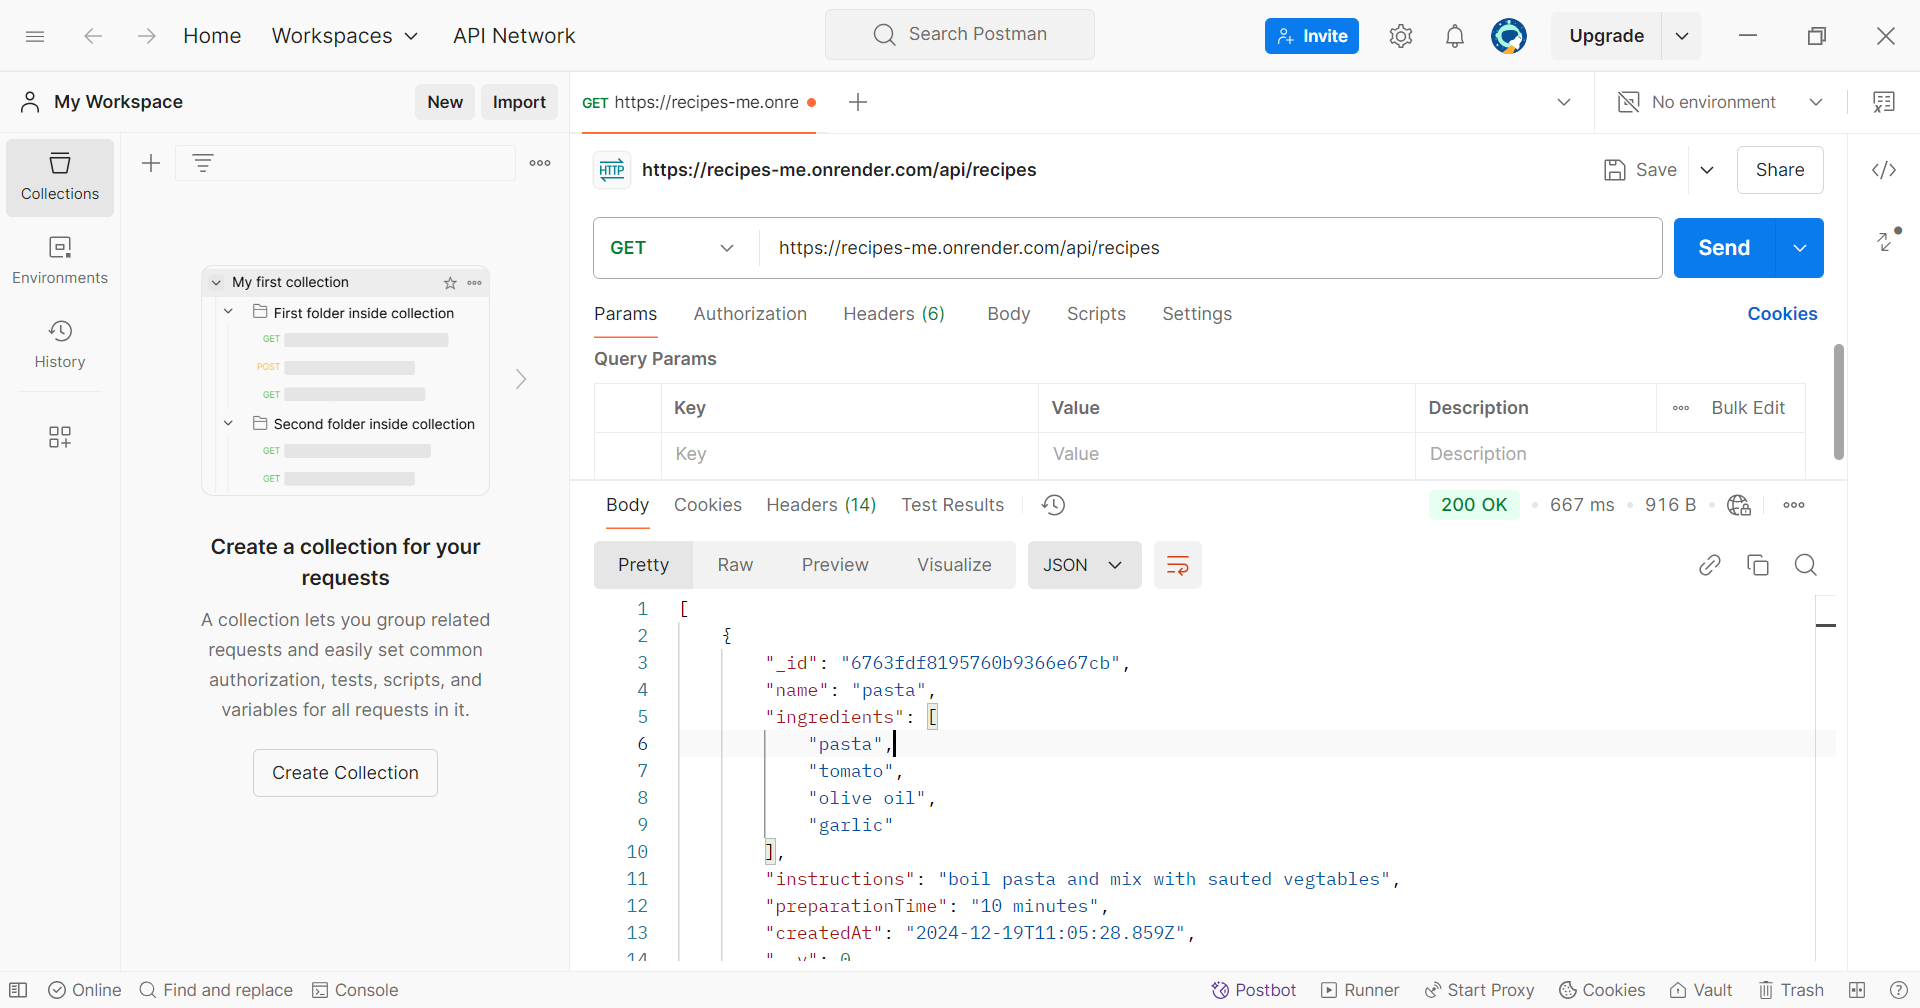 Home Workspaces API Network Search Postman Invite Upgrade
My Workspace New Import GET https://recipes-me.onre No environment
Collections
Environments
History
My first collection
First folder inside collection
GET
POST
GET
Second folder inside collection
GET
GET
Create a collection for your
requests
A collection lets you group related
requests and easily set common
authorization, tests, scripts, and
variables for all requests in it.
Create Collection
HTTP https://recipes-me.onrender.com/api/recipes Save Share
GET https://recipes-me.onrender.com/api/recipes Send
Params Authorization Headers (6) Body Scripts Settings Cookies
Query Params
Key Value Description Bulk Edit
Key Value Description
Body Cookies Headers (14) Test Results 200 OK 667 ms 916 B
Pretty Raw Preview Visualize JSON
1 [
2 {
3 "_id": "6763fdf8195760b9366e67cb",
4 "name": "pasta",
5 "ingredients": [
6 "pasta",
7 "tomato",
8 "olive oil",
9 "garlic"
10 ],
11 "instructions": "boil pasta and mix with sauted vegtables",
12 "preparationTime": "10 minutes",
13 "createdAt": "2024-12-19T11:05:28.859Z",
14 "__v": 0
Online Find and replace Console Postbot Runner Start Proxy Cookies Vault Trash